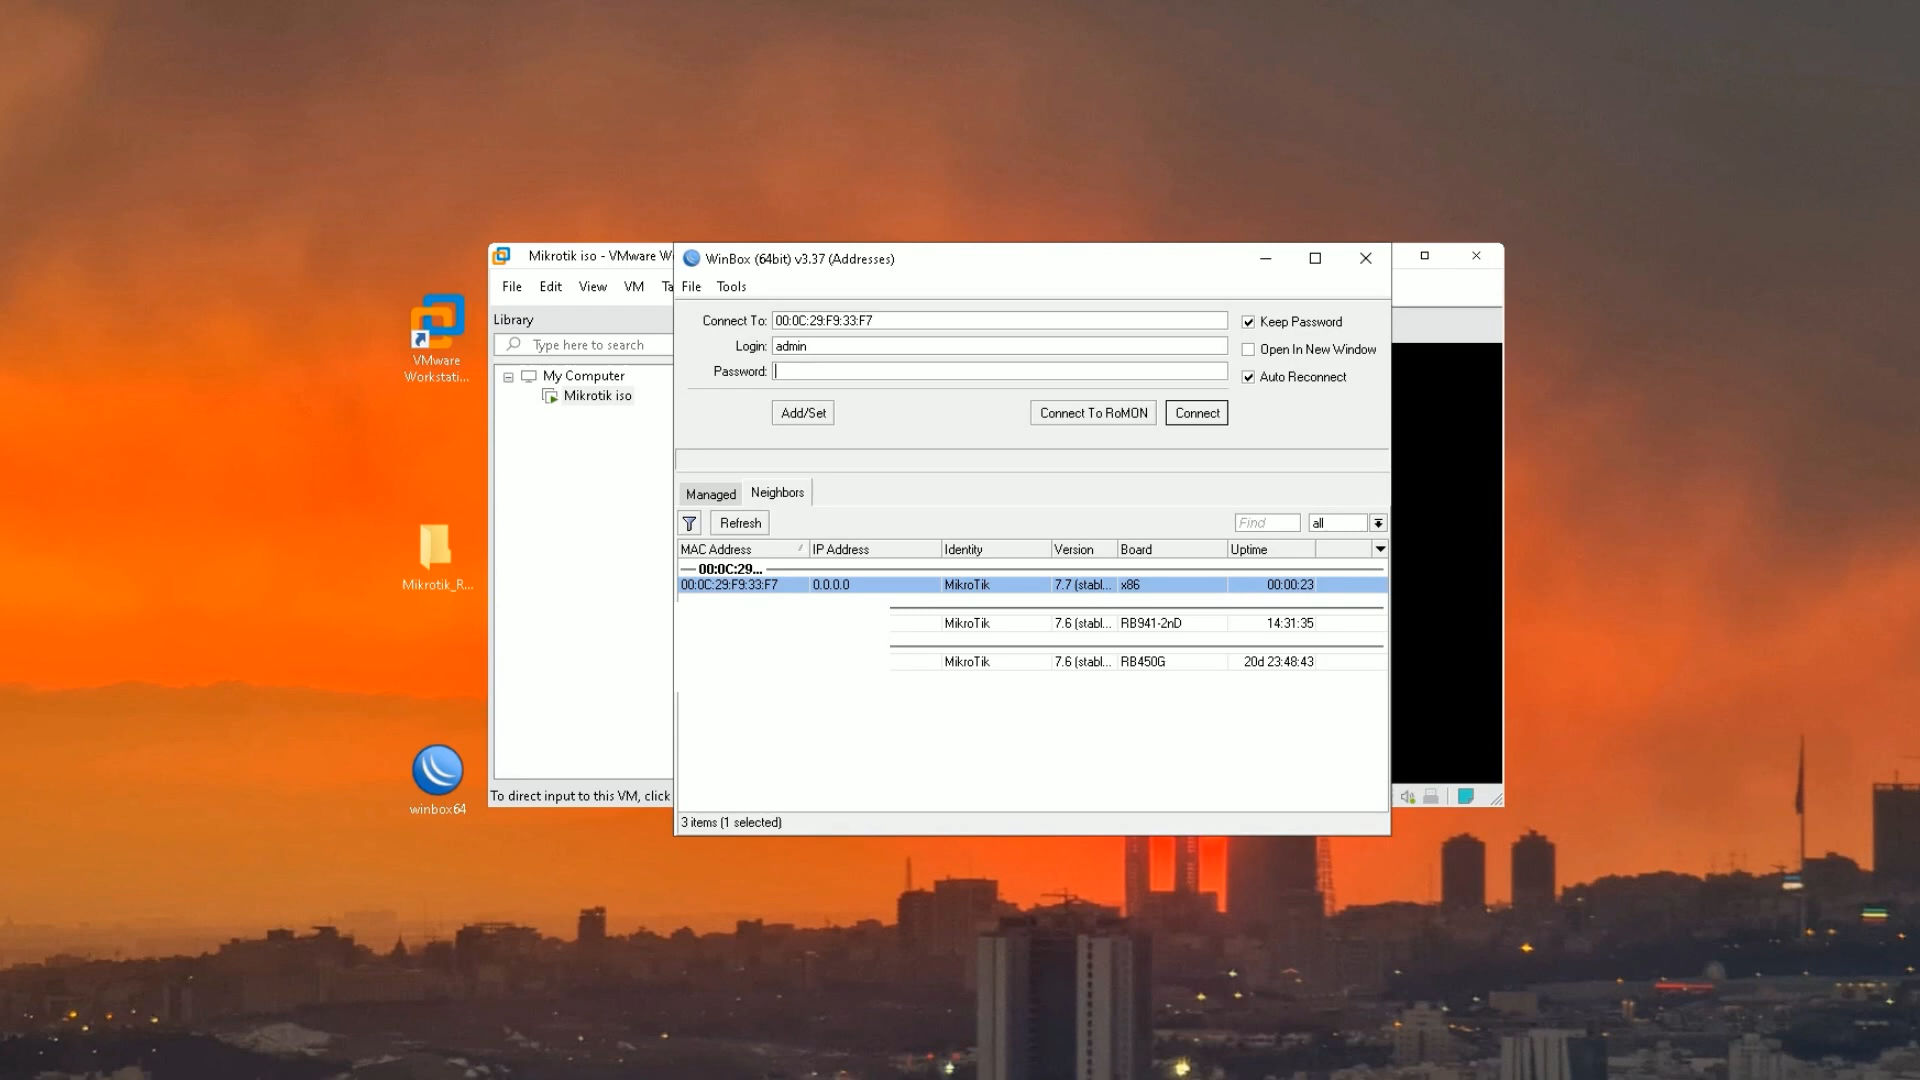 Mikrotik iso - VMware W
File Edit View VM Ta
Library
Type here to search
My Computer
Mikrotik iso
To direct input to this VM, click
VMware
Workstati...
Mikrotik_R...
winbox64
WinBox (64bit) v3.37 (Addresses)
File Tools
Connect To: 00:0C:29:F9:33:F7
Login: admin
Password:
Keep Password
Open In New Window
Auto Reconnect
Add/Set Connect To RoMON Connect
Managed Neighbors
Refresh Find all
MAC Address IP Address Identity Version Board Uptime
00:0C:29...
00:0C:29:F9:33:F7 0.0.0.0 MikroTik 7.7 (stabl... x86 00:00:23
MikroTik 7.6 (stabl... RB941-2nD 14:31:35
MikroTik 7.6 (stabl... RB450G 20d 23:48:43
3 items (1 selected)